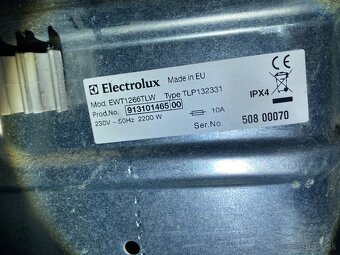 Electrolux Made in EU
Mod. EWT1266TLW Type TLP132331
Prod.No. 913101465 00
230V ~ 50Hz 2200 W 10A IPX4
Ser.No. 508 00070